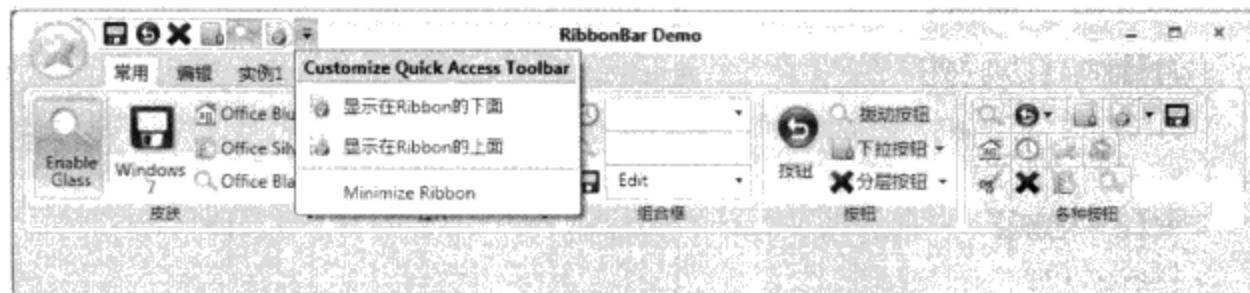 RibbonBar Demo
常用 编辑 实例1
Customize Quick Access Toolbar
显示在Ribbon的下面
显示在Ribbon的上面
Minimize Ribbon
Enable Glass
Windows 7
Office Blu
Office Silv
Office Bla
皮肤
Edit
组合框
按钮
拨动按钮
下拉按钮
分层按钮
按钮
各种按钮